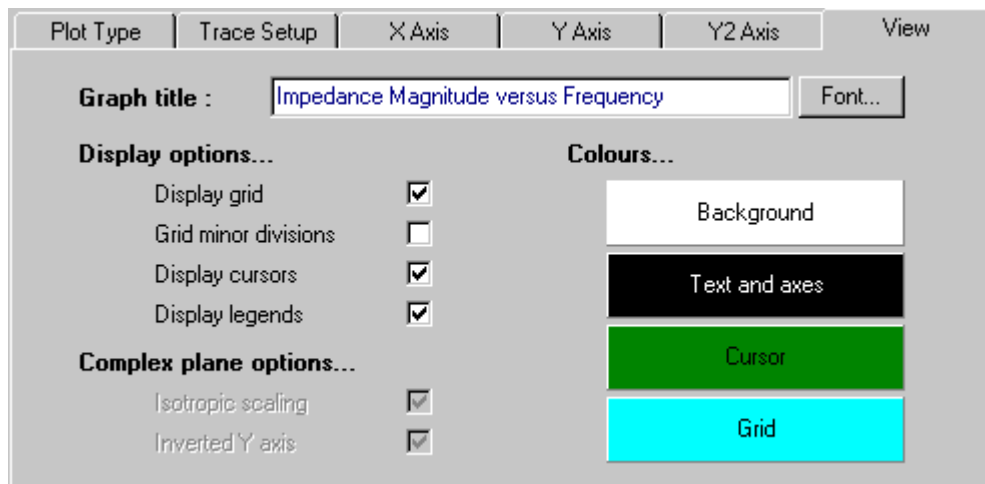 Plot Type Trace Setup X Axis Y Axis Y2 Axis View
Graph title : Impedance Magnitude versus Frequency Font...
Display options...
Display grid
Grid minor divisions
Display cursors
Display legends
Complex plane options...
Isotropic scaling
Inverted Y axis
Colours...
Background
Text and axes
Cursor
Grid